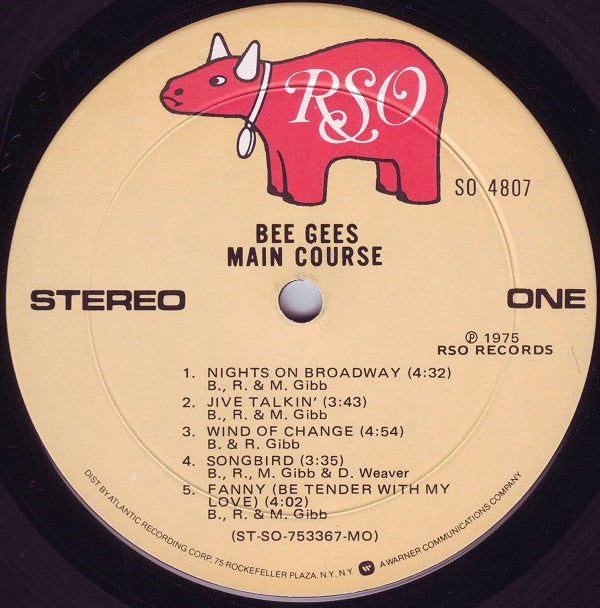 RSO
SO 4807
BEE GEES
MAIN COURSE
STEREO
ONE
Ⓟ 1975
RSO RECORDS
1. NIGHTS ON BROADWAY (4:32)
B., R. & M. Gibb
2. JIVE TALKIN' (3:43)
B., R. & M. Gibb
3. WIND OF CHANGE (4:54)
B. & R. Gibb
4. SONGBIRD (3:35)
B., R., M. Gibb & D. Weaver
5. FANNY (BE TENDER WITH MY
LOVE) (4:02)
B., R. & M. Gibb
(ST-SO-753367-MO)
DIST. BY ATLANTIC RECORDING CORP. 75 ROCKEFELLER PLAZA, N.Y., N.Y. W A WARNER COMMUNICATIONS COMPANY